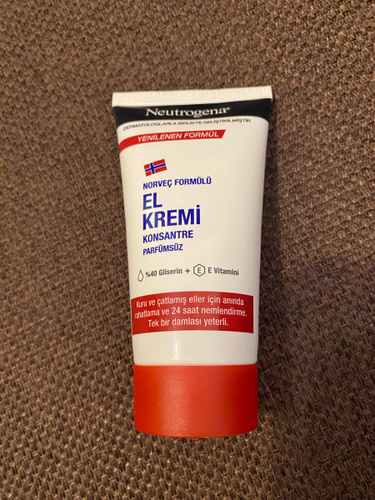 Neutrogena®
DERMATOLOGLARLA BİRLİKTE GELİŞTİRİLMİŞTİR
YENİLENEN FORMÜL
NORVEÇ FORMÜLÜ
EL
KREMİ
KONSANTRE
PARFÜMSÜZ
%40 Gliserin + E E Vitamini
Kuru ve çatlamış eller için anında
rahatlama ve 24 saat nemlendirme.
Tek bir damlası yeterli.